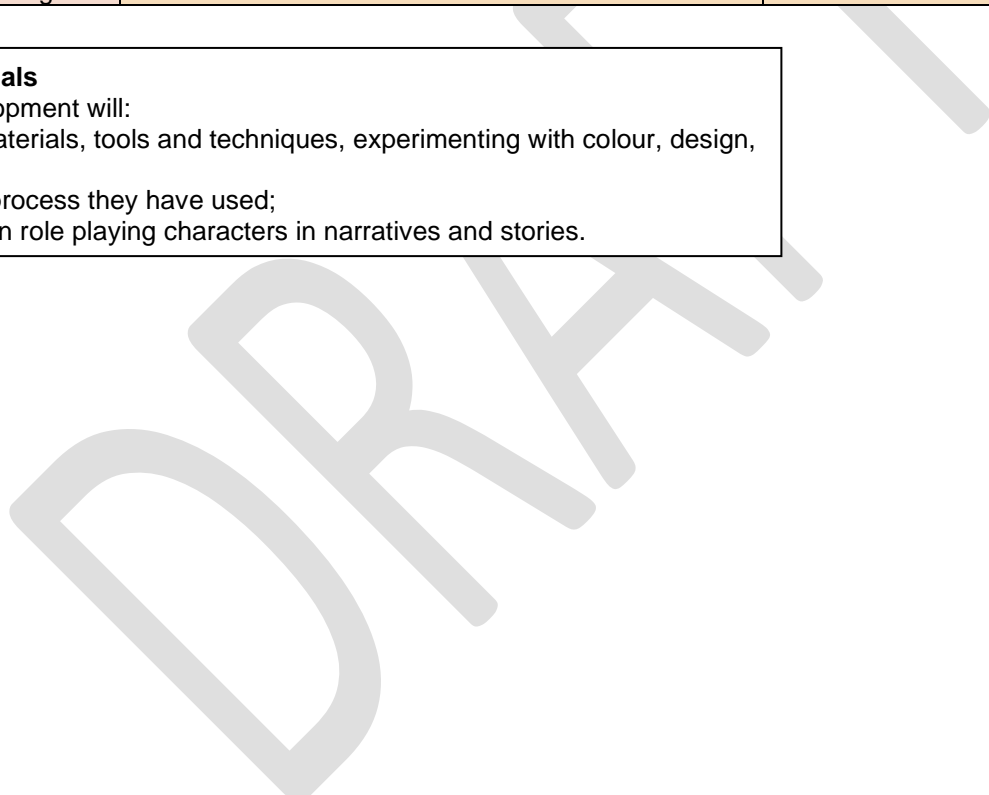 als
opment will:
aterials, tools and techniques, experimenting with colour, design,
rocess they have used;
n role playing characters in narratives and stories.
DRAFT